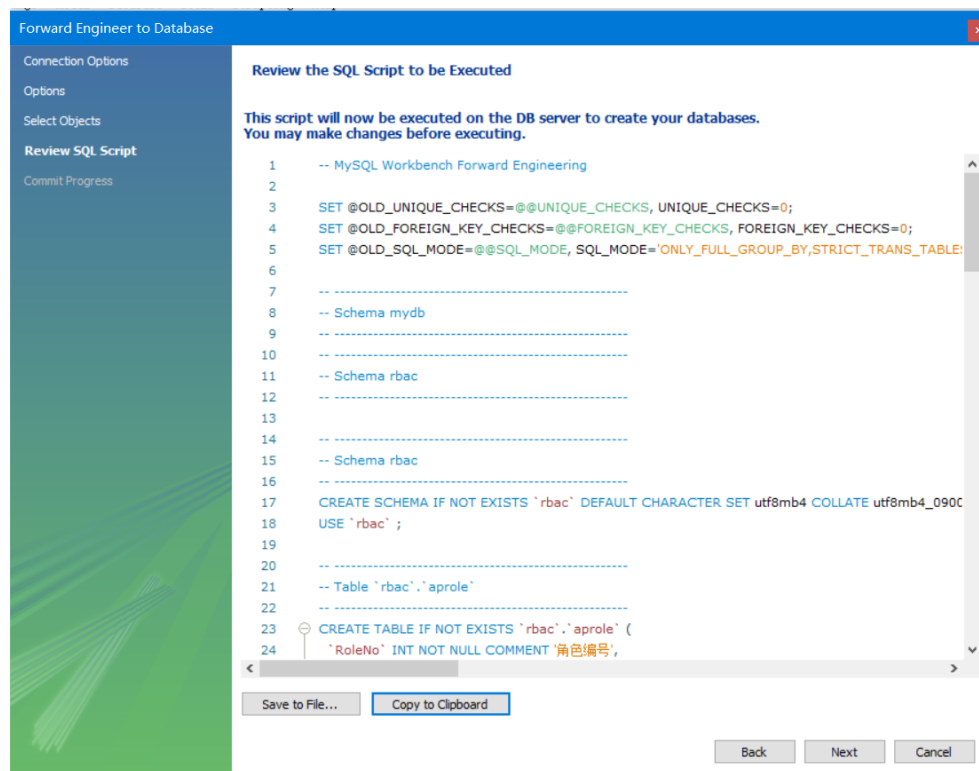 Forward Engineer to Database
Connection Options
Options
Select Objects
Review SQL Script
Commit Progress
Review the SQL Script to be Executed
This script will now be executed on the DB server to create your databases.
You may make changes before executing.
1 -- MySQL Workbench Forward Engineering
2
3 SET @OLD_UNIQUE_CHECKS=@@UNIQUE_CHECKS, UNIQUE_CHECKS=0;
4 SET @OLD_FOREIGN_KEY_CHECKS=@@FOREIGN_KEY_CHECKS, FOREIGN_KEY_CHECKS=0;
5 SET @OLD_SQL_MODE=@@SQL_MODE, SQL_MODE='ONLY_FULL_GROUP_BY,STRICT_TRANS_TABLES
6
7 -- -----------------------------------------------------
8 -- Schema mydb
9 -- -----------------------------------------------------
10 -- -----------------------------------------------------
11 -- Schema rbac
12 -- -----------------------------------------------------
13
14 -- -----------------------------------------------------
15 -- Schema rbac
16 -- -----------------------------------------------------
17 CREATE SCHEMA IF NOT EXISTS `rbac` DEFAULT CHARACTER SET utf8mb4 COLLATE utf8mb4_0900
18 USE `rbac` ;
19
20 -- -----------------------------------------------------
21 -- Table `rbac`.`aprole`
22 -- -----------------------------------------------------
23 CREATE TABLE IF NOT EXISTS `rbac`.`aprole` (
24 `RoleNo` INT NOT NULL COMMENT '角色编号',
Save to File... Copy to Clipboard
Back Next Cancel